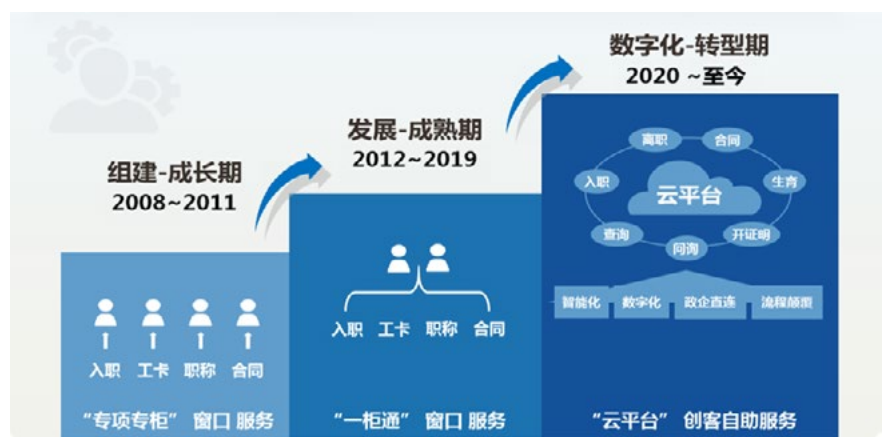 组建-成长期
2008~2011
入职 工卡 职称 合同
“专项专柜” 窗口 服务
发展-成熟期
2012~2019
入职 工卡 职称 合同
“一柜通” 窗口 服务
数字化-转型期
2020 ~至今
离职 合同
入职 云平台 生育
查询 问询 开证明
智能化 数字化 政企直连 流程颠覆
“云平台” 创客自助服务